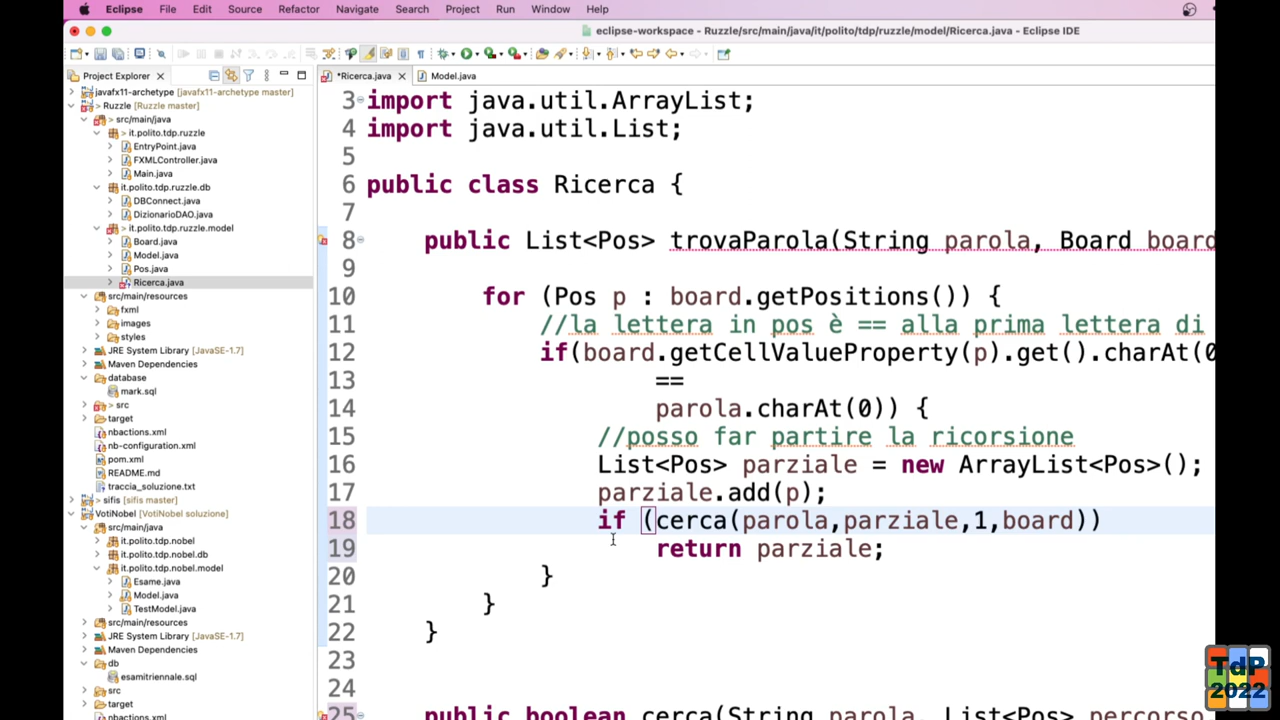 Eclipse File Edit Source Refactor Navigate Search Project Run Window Help
eclipse-workspace - Ruzzle/src/main/java/it/polito/tdp/ruzzle/model/Ricerca.java - Eclipse IDE
Project Explorer
*Ricerca.java
Model.java
javafx11-archetype [javafx11-archetype master]
> Ruzzle [Ruzzle master]
> src/main/java
> it.polito.tdp.ruzzle
EntryPoint.java
FXMLController.java
Main.java
it.polito.tdp.ruzzle.db
DBConnect.java
DizionarioDAO.java
> it.polito.tdp.ruzzle.model
Board.java
Model.java
Pos.java
Ricerca.java
src/main/resources
fxml
images
styles
JRE System Library [JavaSE-1.7]
Maven Dependencies
database
mark.sql
> src
target
nbactions.xml
nb-configuration.xml
pom.xml
README.md
traccia_soluzione.txt
> sifis [sifis master]
VotiNobel [VotiNobel soluzione]
src/main/java
it.polito.tdp.nobel
it.polito.tdp.nobel.db
it.polito.tdp.nobel.model
Esame.java
Model.java
TestModel.java
src/main/resources
JRE System Library [JavaSE-1.7]
Maven Dependencies
db
esamitriennale.sql
src
target
nbactions.xml
3 import java.util.ArrayList;
4 import java.util.List;
5
6 public class Ricerca {
7
8 public List<Pos> trovaParola(String parola, Board board
9
10 for (Pos p : board.getPositions()) {
11 //la lettera in pos è == alla prima lettera di
12 if(board.getCellValueProperty(p).get().charAt(0
13 ==
14 parola.charAt(0)) {
15 //posso far partire la ricorsione
16 List<Pos> parziale = new ArrayList<Pos>();
17 parziale.add(p);
18 if (cerca(parola,parziale,1,board))
19 return parziale;
20 }
21 }
22 }
23
24
25 public boolean cerca(String parola, List<Pos> percorso
TdP
2022